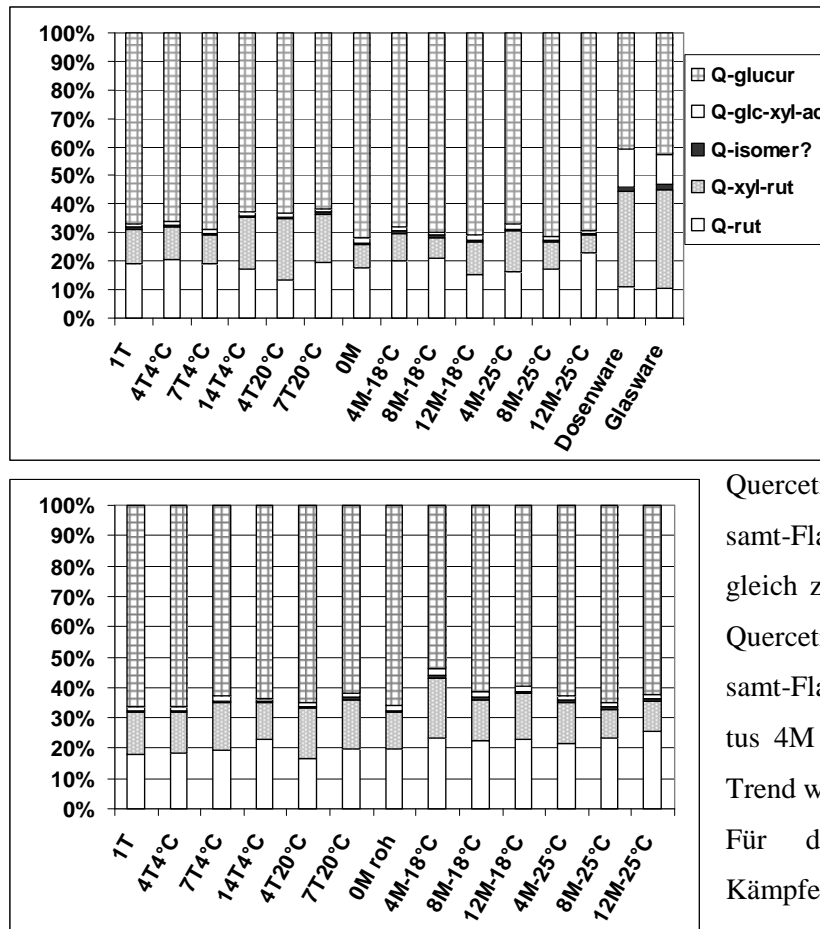 100%
90%
80%
70%
60%
50%
40%
30%
20%
10%
0%
1T
4T4°C
7T4°C
14T4°C
4T20°C
7T20°C
0M
4M-18°C
8M-18°C
12M-18°C
4M-25°C
8M-25°C
12M-25°C
Dosenware
Glasware
Q-glucur
Q-glc-xyl-ac
Q-isomer?
Q-xyl-rut
Q-rut
100%
90%
80%
70%
60%
50%
40%
30%
20%
10%
0%
1T
4T4°C
7T4°C
14T4°C
4T20°C
7T20°C
0M roh
4M-18°C
8M-18°C
12M-18°C
4M-25°C
8M-25°C
12M-25°C
Querceti
samt-Fla
gleich z
Querceti
samt-Fla
tus 4M
Trend w
Für d
Kämpfe